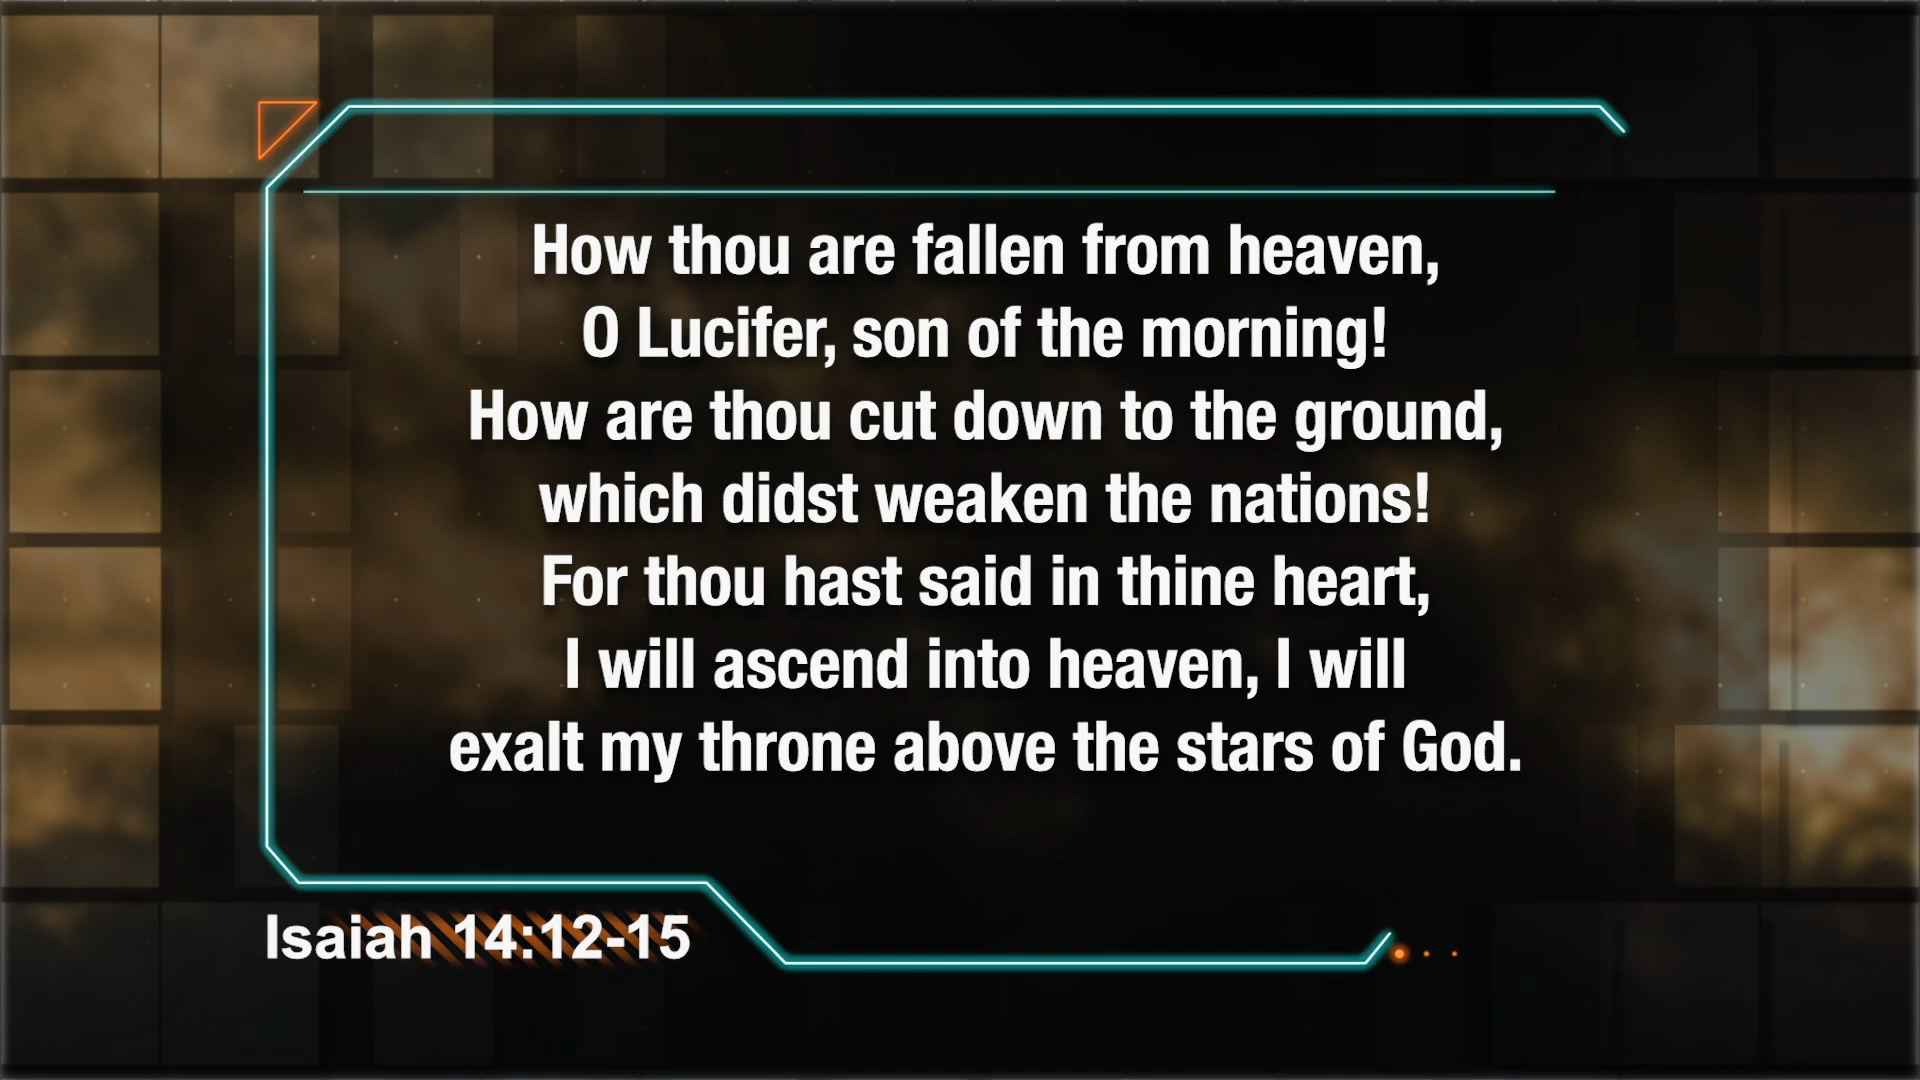 How thou are fallen from heaven,
O Lucifer, son of the morning!
How are thou cut down to the ground,
which didst weaken the nations!
For thou hast said in thine heart,
I will ascend into heaven, I will
exalt my throne above the stars of God.
Isaiah 14:12-15